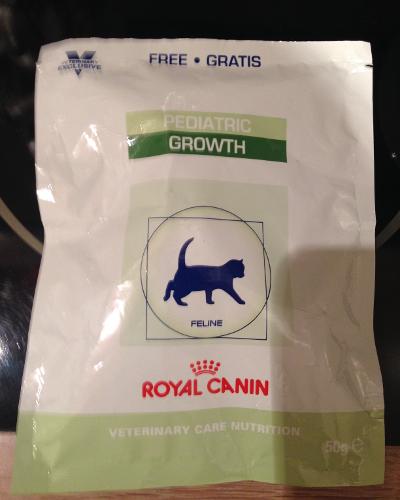 VETERINARY
EXCLUSIVE
FREE • GRATIS
PEDIATRIC
GROWTH
FELINE
ROYAL CANIN
VETERINARY CARE NUTRITION
50g ℮